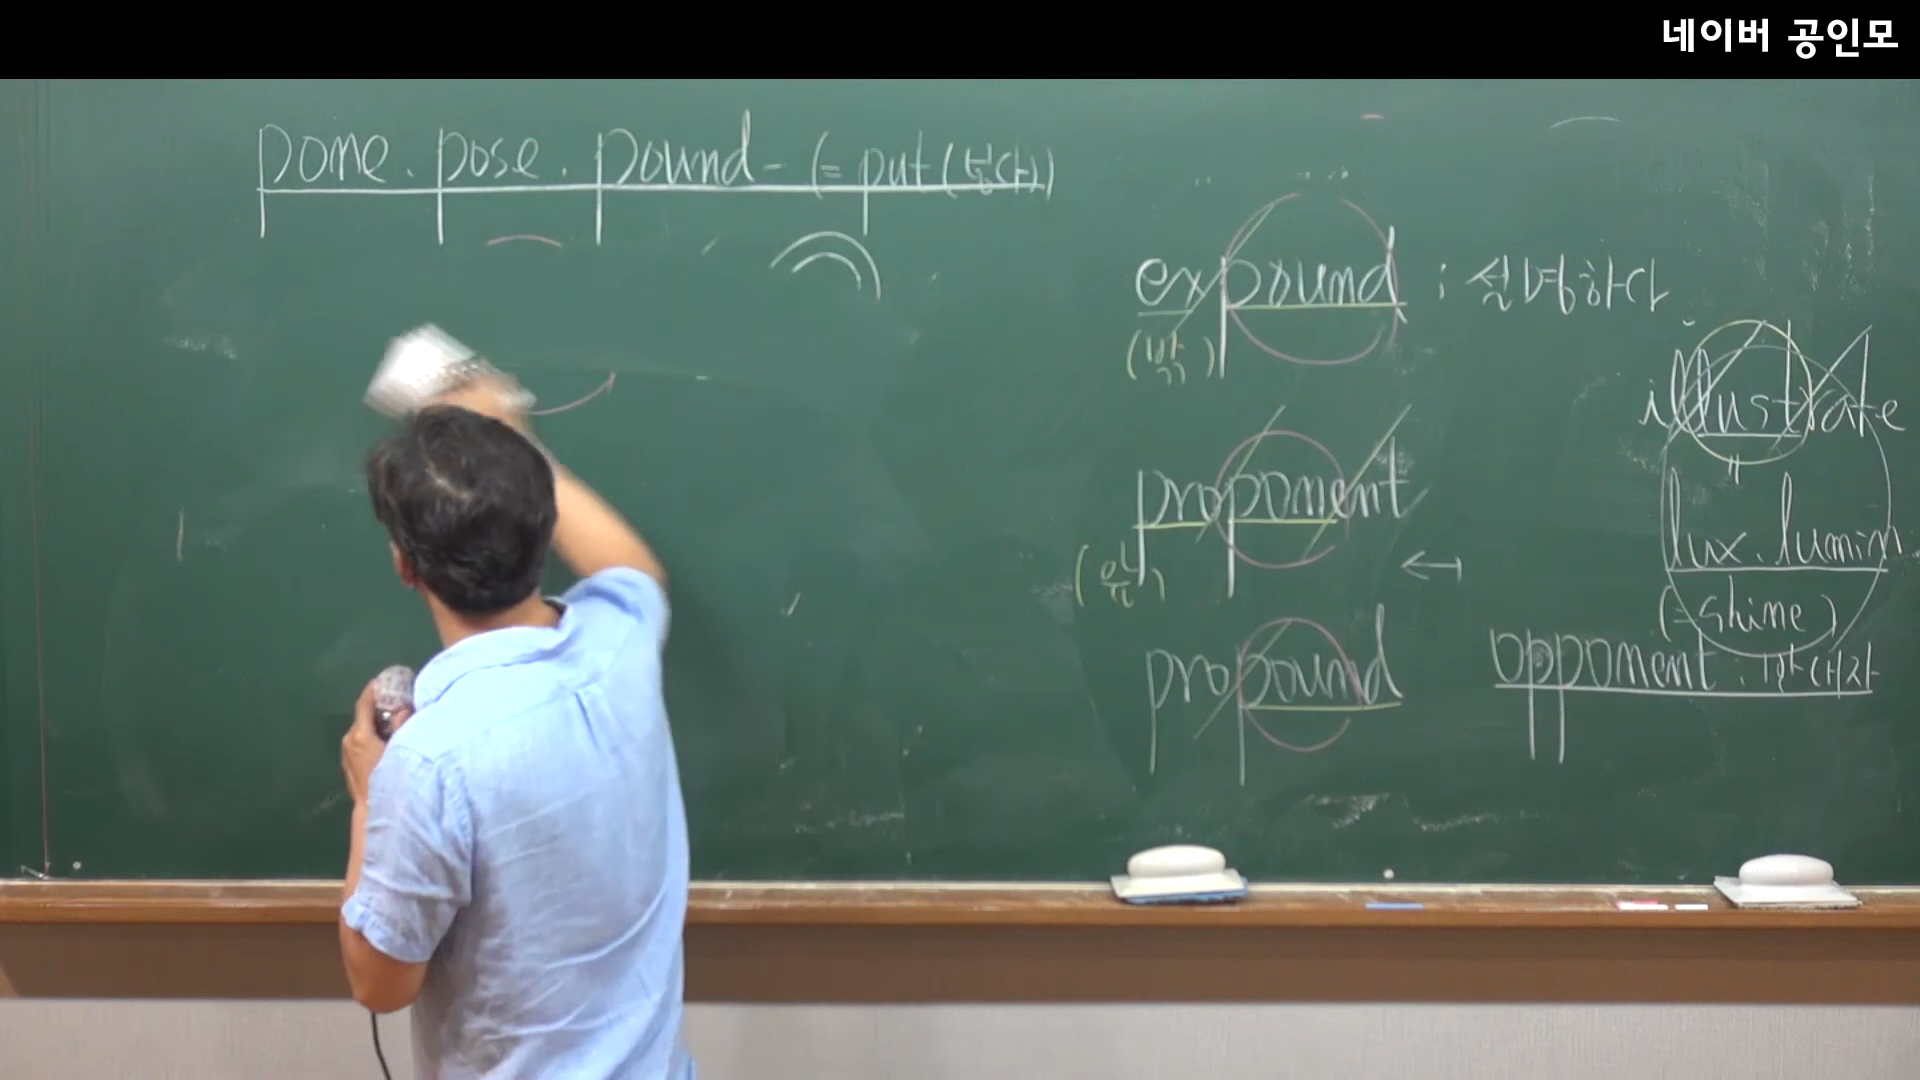 네이버 공인모
pone. pose. pound- (= put (놓다))
expound : 설명하다
(밖)
illustrate
"
proponent
lux. lumin
(앞)
↔
(= shine)
propound
opponent : 반대자